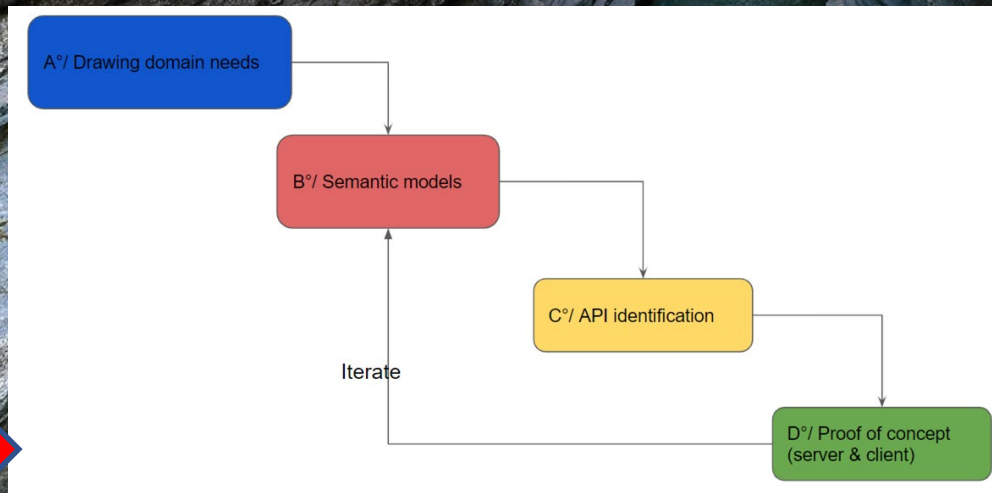 A°/ Drawing domain needs
B°/ Semantic models
C°/ API identification
Iterate
D°/ Proof of concept
(server & client)